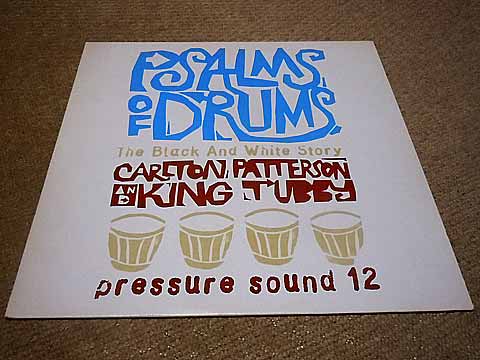 PSALMS
OF DRUMS
The Black And White Story
CARLTON PATTERSON
AND KING TUBBY
pressure sound 12